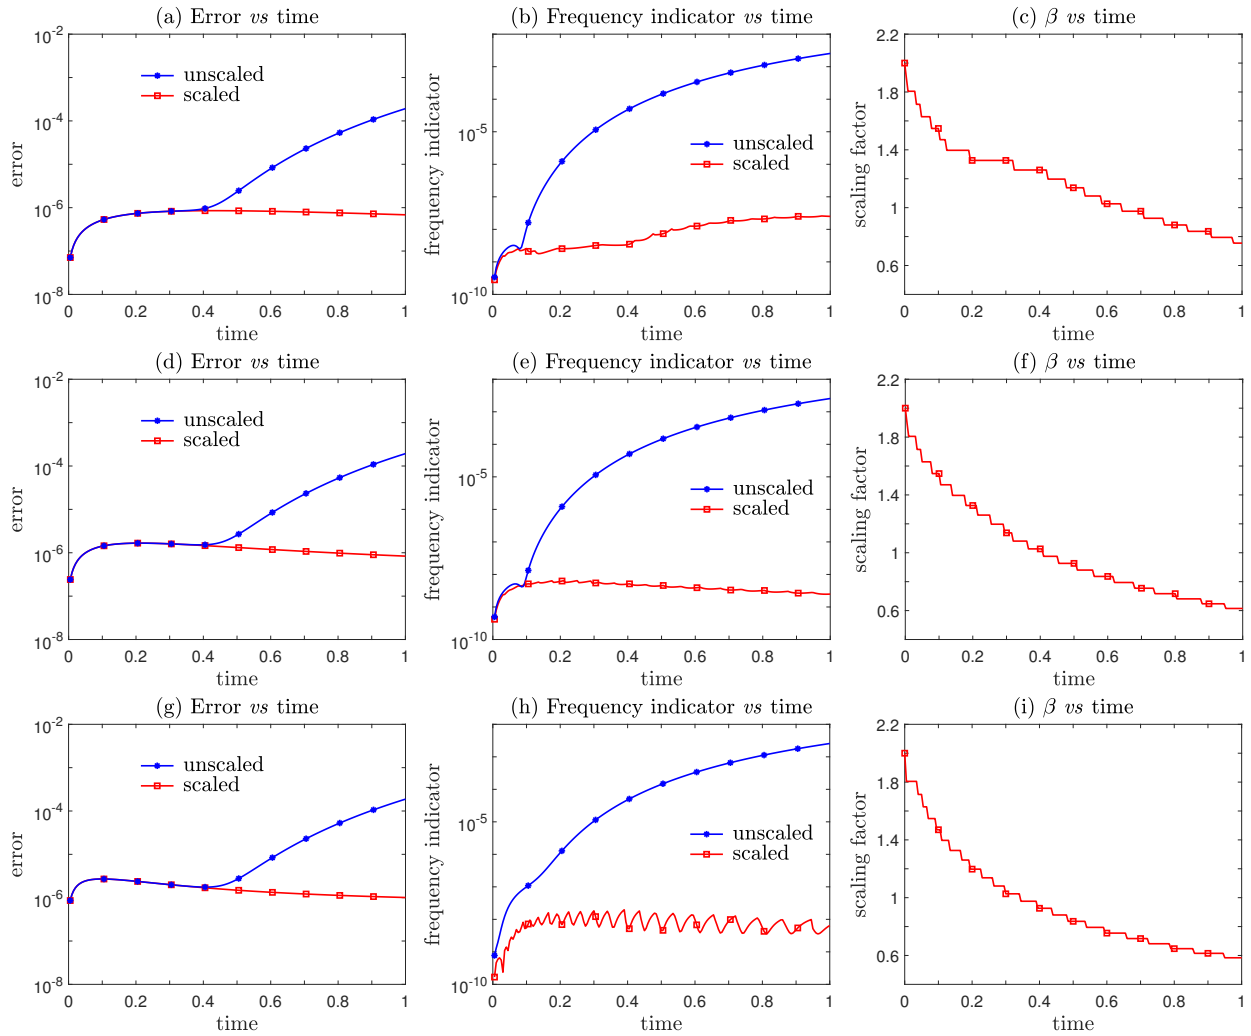 (a) Error vs time
(b) Frequency indicator vs time
(c) β vs time
error
10-2
10-4
10-6
10-8
unscaled
scaled
0 0.2 0.4 0.6 0.8 1
time
frequency indicator
10-5
10-10
unscaled
scaled
0 0.2 0.4 0.6 0.8 1
time
scaling factor
2.2
1.8
1.4
1
0.6
0 0.2 0.4 0.6 0.8 1
time
(d) Error vs time
(e) Frequency indicator vs time
(f) β vs time
error
10-2
10-4
10-6
10-8
unscaled
scaled
0 0.2 0.4 0.6 0.8 1
time
frequency indicator
10-5
10-10
unscaled
scaled
0 0.2 0.4 0.6 0.8 1
time
scaling factor
2.2
1.8
1.4
1
0.6
0 0.2 0.4 0.6 0.8 1
time
(g) Error vs time
(h) Frequency indicator vs time
(i) β vs time
error
10-2
10-4
10-6
10-8
unscaled
scaled
0 0.2 0.4 0.6 0.8 1
time
frequency indicator
10-5
10-10
unscaled
scaled
0 0.2 0.4 0.6 0.8 1
time
scaling factor
2.2
1.8
1.4
1
0.6
0 0.2 0.4 0.6 0.8 1
time